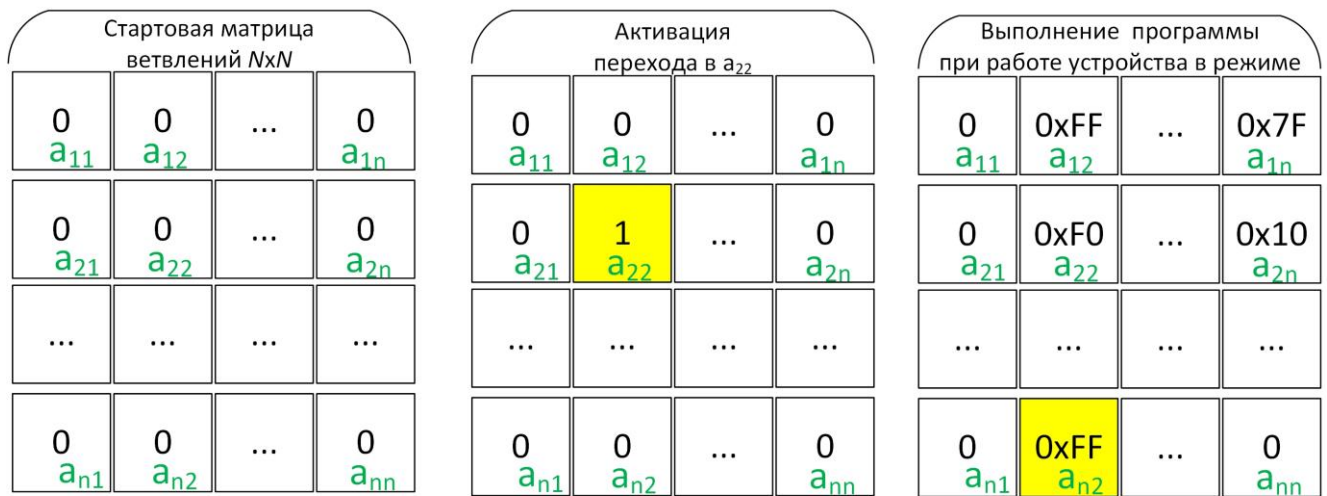 Стартовая матрица
ветвлений NxN
0 0 ... 0
a11 a12 a1n
0 0 ... 0
a21 a22 a2n
... ... ... ...
0 0 ... 0
an1 an2 ann
Активация
перехода в a22
0 0 ... 0
a11 a12 a1n
0 1 ... 0
a21 a22 a2n
... ... ... ...
0 0 ... 0
an1 an2 ann
Выполнение программы
при работе устройства в режиме
0 0xFF ... 0x7F
a11 a12 a1n
0 0xF0 ... 0x10
a21 a22 a2n
... ... ... ...
0 0xFF ... 0
an1 an2 ann